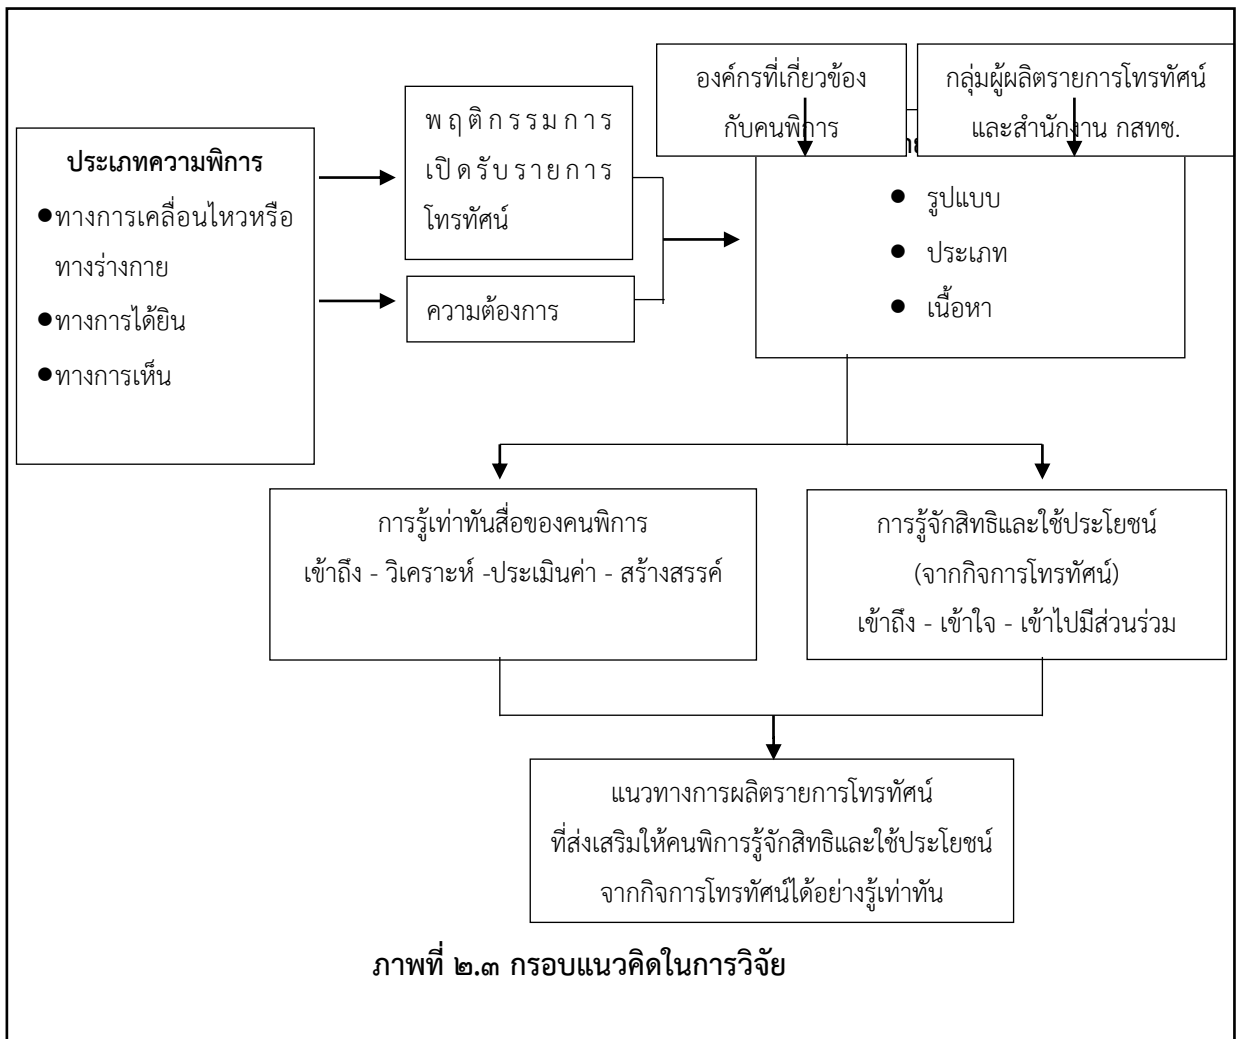 องค์กรที่เกี่ยวข้อง
กับคนพิการ
กลุ่มผู้ผลิตรายการโทรทัศน์
และสำนักงาน กสทช.
ประเภทความพิการ
●ทางการเคลื่อนไหวหรือ
ทางร่างกาย
●ทางการได้ยิน
●ทางการเห็น
พฤติกรรมการ
เปิดรับรายการ
โทรทัศน์
ความต้องการ
● รูปแบบ
● ประเภท
● เนื้อหา
การรู้เท่าทันสื่อของคนพิการ
เข้าถึง - วิเคราะห์ -ประเมินค่า - สร้างสรรค์
การรู้จักสิทธิและใช้ประโยชน์
(จากกิจการโทรทัศน์)
เข้าถึง - เข้าใจ - เข้าไปมีส่วนร่วม
แนวทางการผลิตรายการโทรทัศน์
ที่ส่งเสริมให้คนพิการรู้จักสิทธิและใช้ประโยชน์
จากกิจการโทรทัศน์ได้อย่างรู้เท่าทัน
ภาพที่ ๒.๓ กรอบแนวคิดในการวิจัย